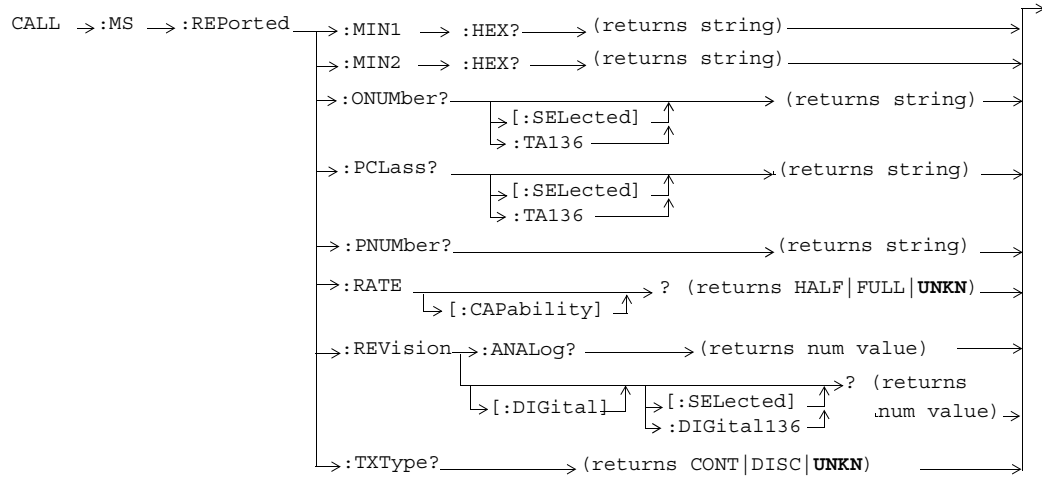 CALL :MS :REPorted :MIN1 :HEX? (returns string)
:MIN2 :HEX? (returns string)
:ONUMber? (returns string)
[:SELected]
:TA136
:PCLass? (returns string)
[:SELected]
:TA136
:PNUMber? (returns string)
:RATE ? (returns HALF|FULL|UNKN)
[:CAPability]
:REVision :ANALog? (returns num value)
? (returns
[:DIGital] [:SELected] num value)
:DIGital136
:TXType? (returns CONT|DISC|UNKN)